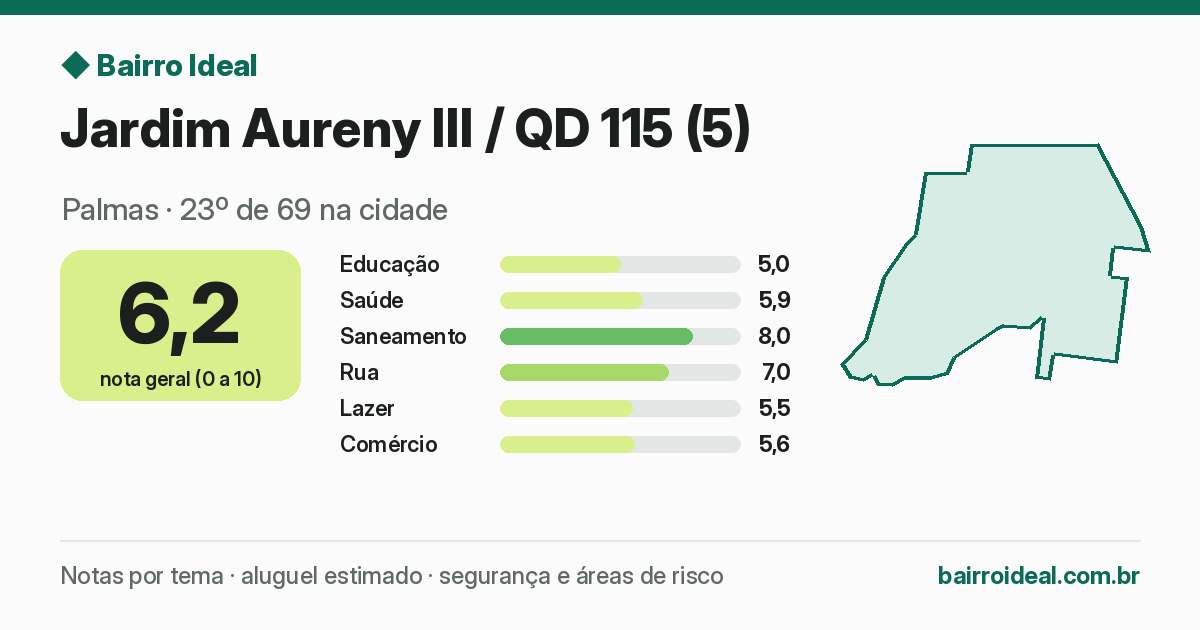 Bairro Ideal
Jardim Aureny III / QD 115 (5)
Palmas · 23º de 69 na cidade
6,2
nota geral (0 a 10)
Educação 5,0
Saúde 5,9
Saneamento 8,0
Rua 7,0
Lazer 5,5
Comércio 5,6
Notas por tema · aluguel estimado · segurança e áreas de risco
bairroideal.com.br